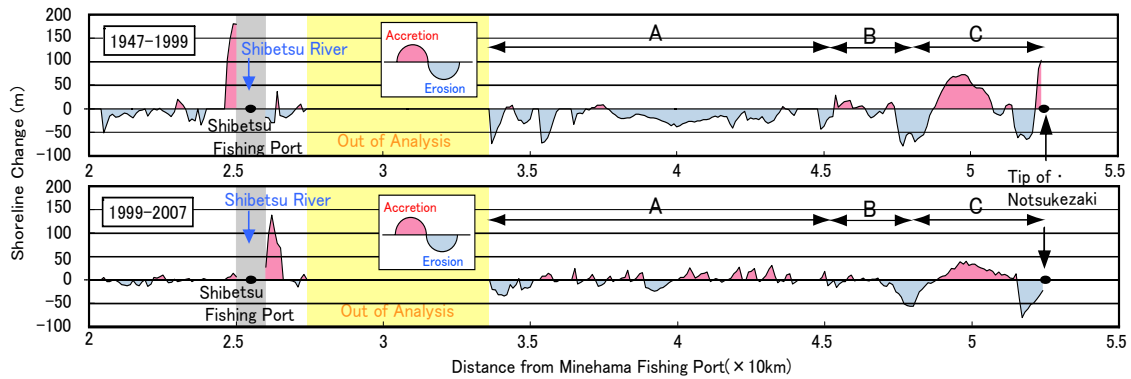 1947-1999
Shibetsu River
Shibetsu
Fishing Port
Accretion
Erosion
Out of Analysis
A
B
C
200
150
100
50
0
-50
-100
2
2.5
3
3.5
4
4.5
5
5.5
Tip of ·
Notsukezaki
1999-2007
Shibetsu River
Shibetsu
Fishing Port
Accretion
Erosion
Out of Analysis
A
B
C
200
150
100
50
0
-50
-100
2
2.5
3
3.5
4
4.5
5
5.5
Shoreline Change (m)
Distance from Minehama Fishing Port(×10km)